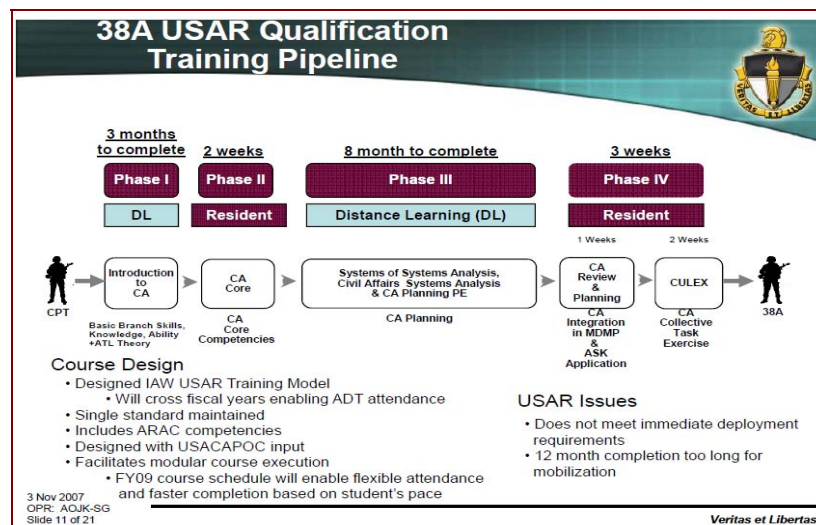 38A USAR Qualification
Training Pipeline
VERITAS ET LIBERTAS
3 months
to complete
2 weeks
8 month to complete
3 weeks
Phase I
Phase II
Phase III
Phase IV
DL
Resident
Distance Learning (DL)
Resident
1 Weeks
2 Weeks
CPT
Introduction
to
CA
CA
Core
Systems of Systems Analysis,
Civil Affairs Systems Analysis
& CA Planning PE
CA
Review
&
Planning
CULEX
38A
Basic Branch Skills,
Knowledge, Ability
+ATL Theory
CA
Core
Competencies
CA Planning
CA
Integration
in MDMP
&
ASK
Application
CA
Collective
Task
Exercise
Course Design
• Designed IAW USAR Training Model
• Will cross fiscal years enabling ADT attendance
• Single standard maintained
• Includes ARAC competencies
• Designed with USACAPOC input
• Facilitates modular course execution
• FY09 course schedule will enable flexible attendance
and faster completion based on student's pace
USAR Issues
• Does not meet immediate deployment
requirements
• 12 month completion too long for
mobilization
3 Nov 2007
OPR: AOJK-SG
Slide 11 of 21
Veritas et Libertas